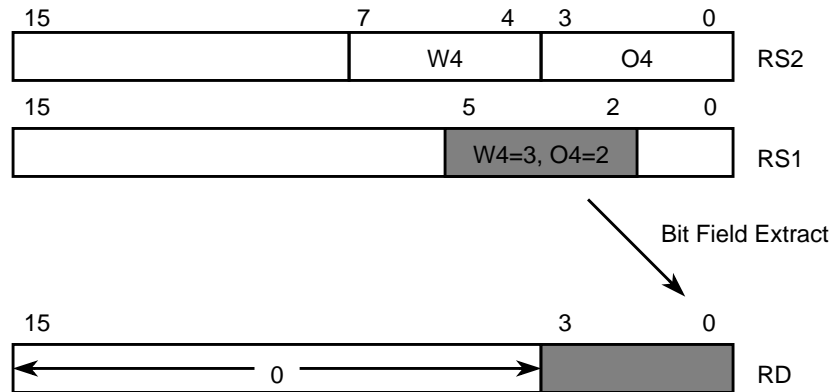 15 7 4 3 0
W4 O4 RS2
15 5 2 0
W4=3, O4=2 RS1
Bit Field Extract
15 3 0
0 RD